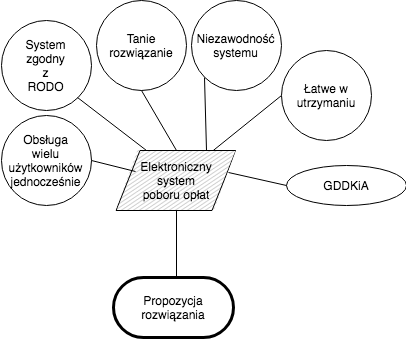 System
zgodny
z
RODO
Tanie
rozwiązanie
Niezawodność
systemu
Łatwe w
utrzymaniu
Obsługa
wielu
użytkowników
jednocześnie
Elektroniczny
system
poboru opłat
GDDKiA
Propozycja
rozwiązania